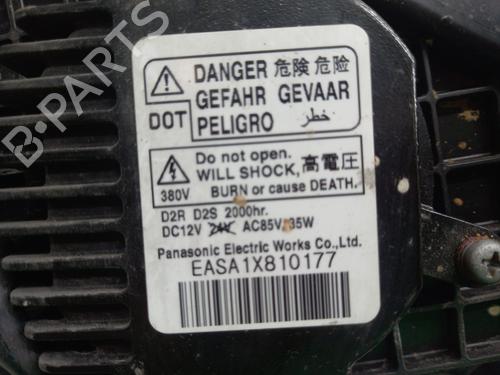 B-PARTS
DANGER 危険 危险
GEFAHR GEVAAR
DOT PELIGRO خطر
Do not open.
WILL SHOCK, 高電圧
380V BURN or cause DEATH.
D2R D2S 2000hr.
DC12V 24V AC85V/35W
Panasonic Electric Works Co.,Ltd.
EASA1X810177